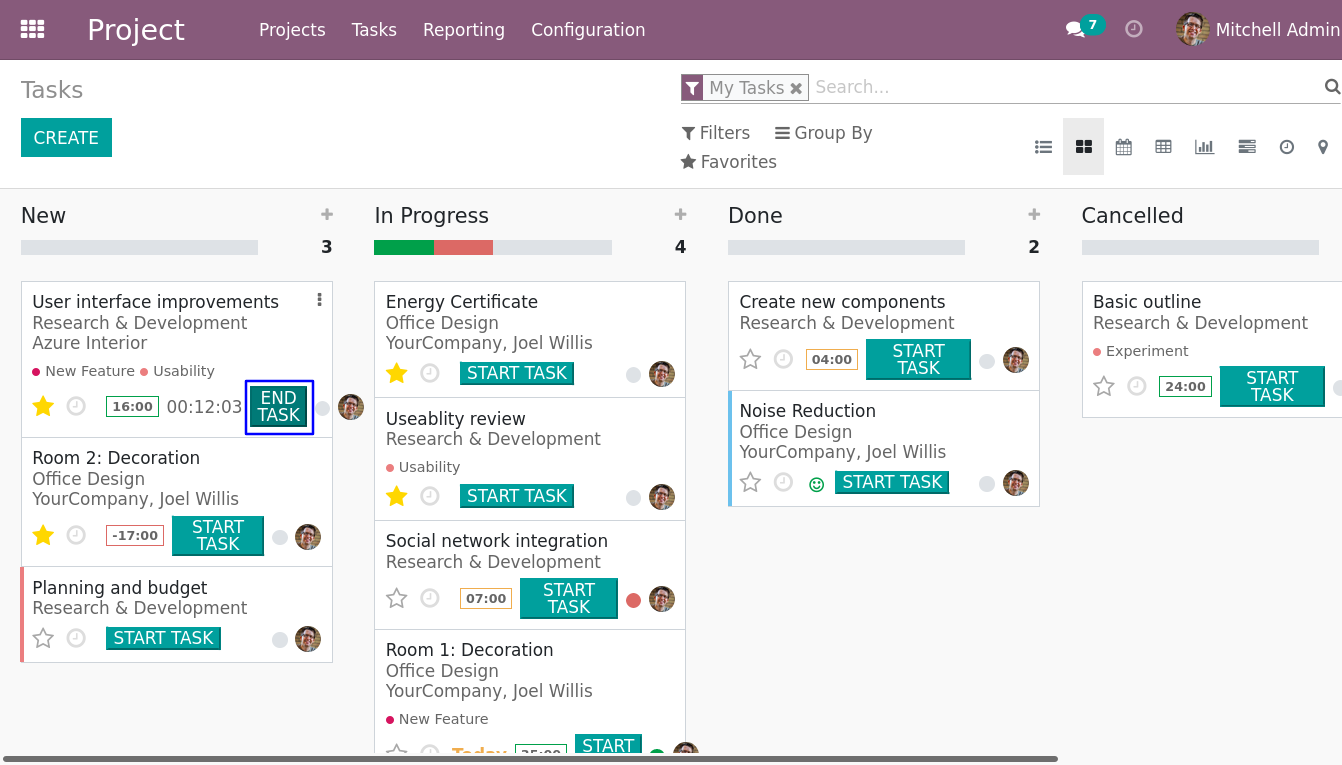 Project
Projects
Tasks
Reporting
Configuration
7
Mitchell Admin
Tasks
My Tasks
Search...
CREATE
Filters
Group By
Favorites
New
3
User interface improvements
Research & Development
Azure Interior
New Feature
Usability
16:00
00:12:03
END
TASK
Room 2: Decoration
Office Design
YourCompany, Joel Willis
-17:00
START
TASK
Planning and budget
Research & Development
START TASK
In Progress
4
Energy Certificate
Office Design
YourCompany, Joel Willis
START TASK
Useablity review
Research & Development
Usability
START TASK
Social network integration
Research & Development
07:00
START
TASK
Room 1: Decoration
Office Design
YourCompany, Joel Willis
New Feature
Today
START
Done
2
Create new components
Research & Development
04:00
START
TASK
Noise Reduction
Office Design
YourCompany, Joel Willis
START TASK
Cancelled
Basic outline
Research & Development
Experiment
24:00
START
TASK